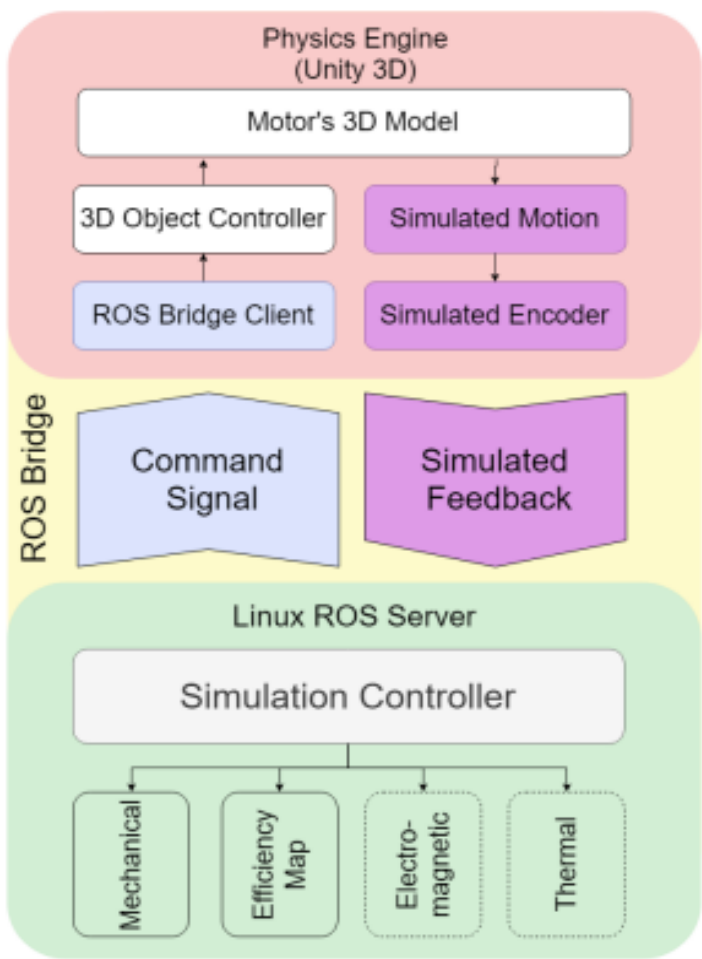 Physics Engine
(Unity 3D)
Motor's 3D Model
3D Object Controller
Simulated Motion
ROS Bridge Client
Simulated Encoder
ROS Bridge
Command
Signal
Simulated
Feedback
Linux ROS Server
Simulation Controller
Mechanical
Efficiency
Map
Electro-
magnetic
Thermal